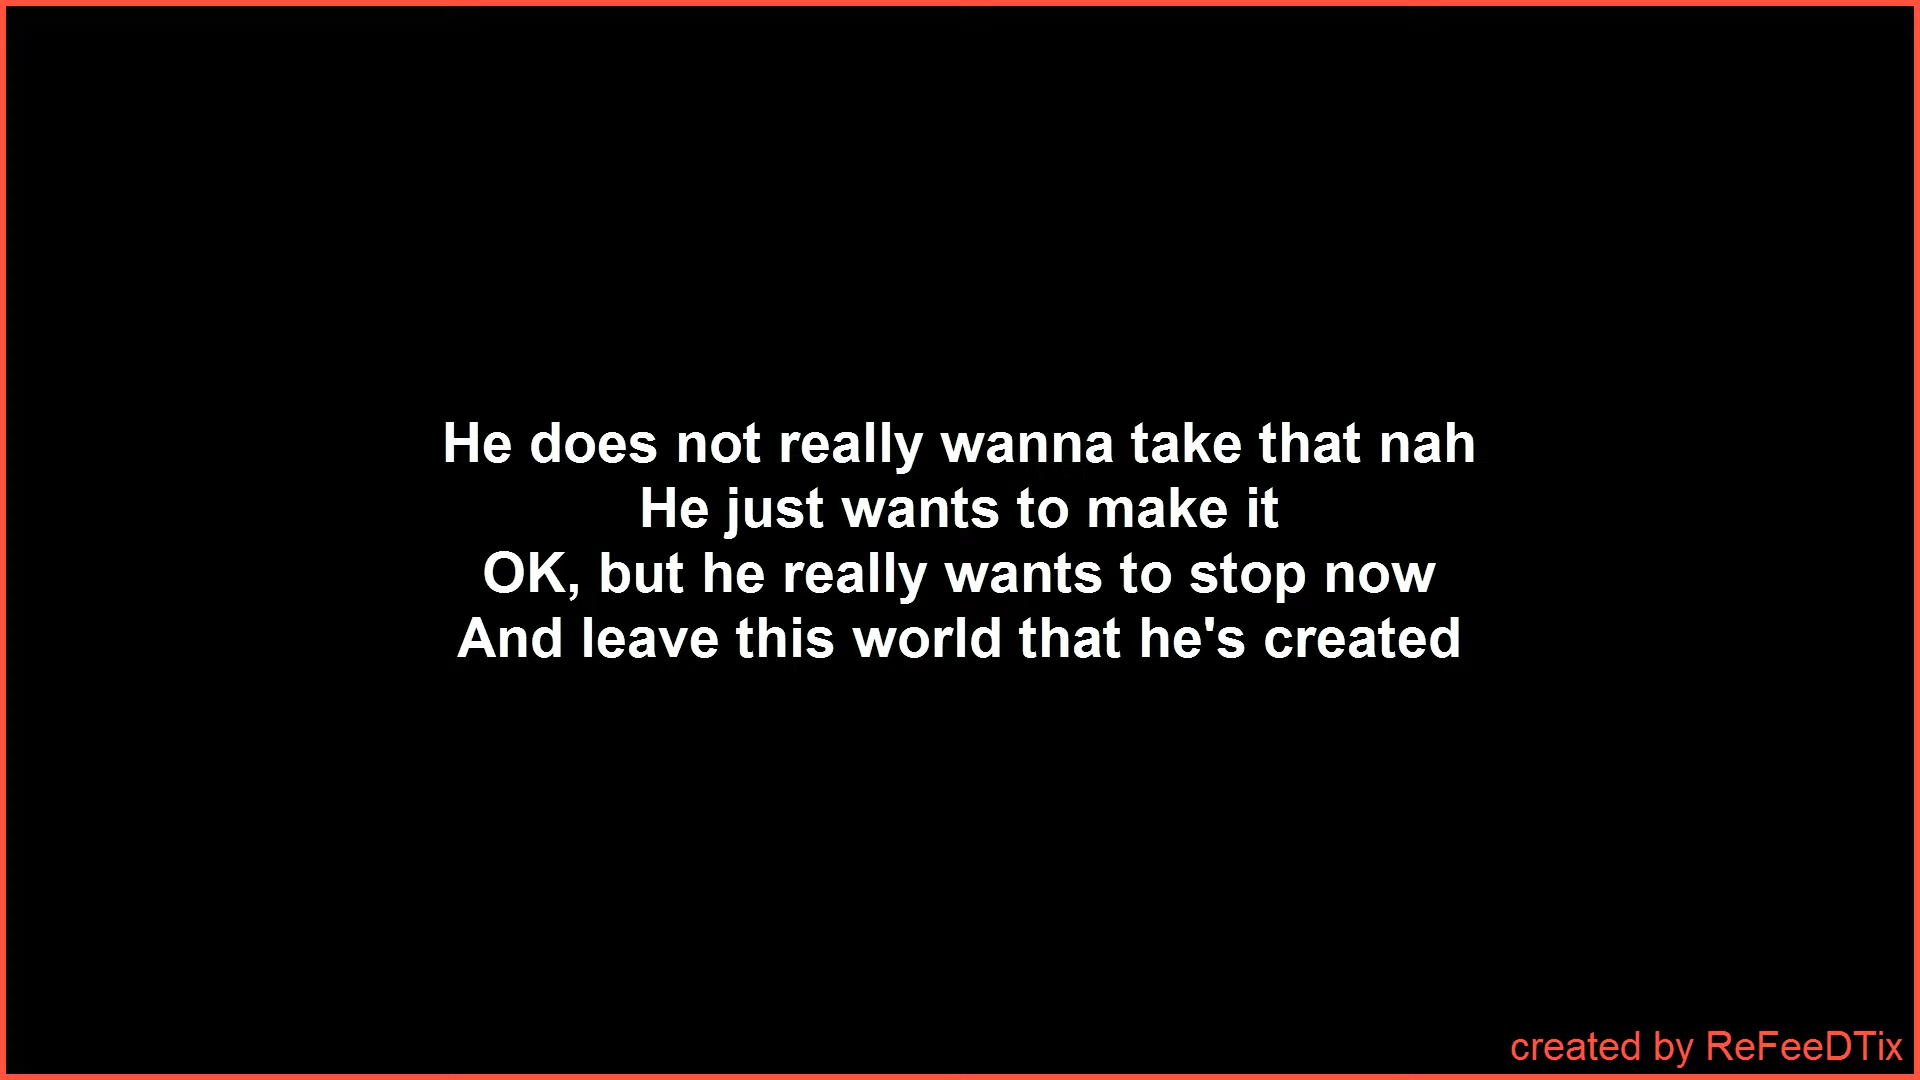 He does not really wanna take that nah
He just wants to make it
OK, but he really wants to stop now
And leave this world that he's created
created by ReFeeDTix